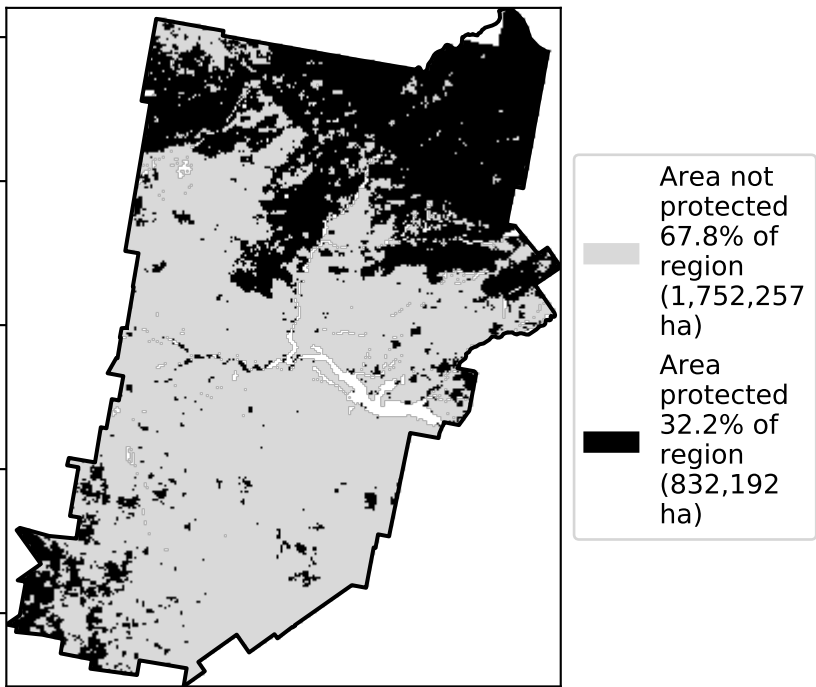 Area not
protected
67.8% of
region
(1,752,257
ha)
Area
protected
32.2% of
region
(832,192
ha)